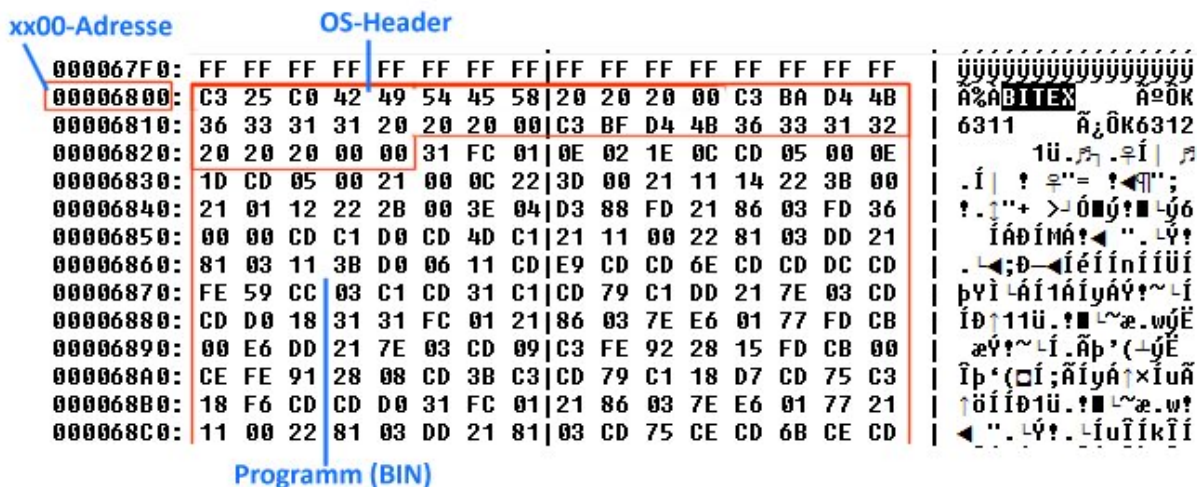 xx00-Adresse OS-Header
000067F0: FF FF FF FF FF FF FF FF|FF FF FF FF FF FF FF FF | ÿÿÿÿÿÿÿÿÿÿÿÿÿÿÿÿ
00006800: C3 25 C0 42 49 54 45 58|20 20 20 00 C3 BA D4 4B | Ã%ÀBITEX ÃºÔK
00006810: 36 33 31 31 20 20 20 00|C3 BF D4 4B 36 33 31 32 | 6311 Ã¿ÔK6312
00006820: 20 20 20 00 00 31 FC 01|0E 02 1E 0C CD 05 00 0E | 1ü.
00006830: 1D CD 05 00 21 00 0C 22|3D 00 21 11 14 22 3B 00 |
00006840: 21 01 12 22 2B 00 3E 04|D3 88 FD 21 86 03 FD 36 |
00006850: 00 00 CD C1 D0 CD 4D C1|21 11 00 22 81 03 DD 21 |
00006860: 81 03 11 3B D0 06 11 CD|E9 CD CD 6E CD CD DC CD |
00006870: FE 59 CC 03 C1 CD 31 C1|CD 79 C1 DD 21 7E 03 CD |
00006880: CD D0 18 31 31 FC 01 21|86 03 7E E6 01 77 FD CB |
00006890: 00 E6 DD 21 7E 03 CD 09|C3 FE 92 28 15 FD CB 00 |
000068A0: CE FE 91 28 08 CD 3B C3|CD 79 C1 18 D7 CD 75 C3 |
000068B0: 18 F6 CD CD D0 31 FC 01|21 86 03 7E E6 01 77 21 |
000068C0: 11 00 22 81 03 DD 21 81|03 CD 75 CE CD 6B CE CD |
Programm (BIN)